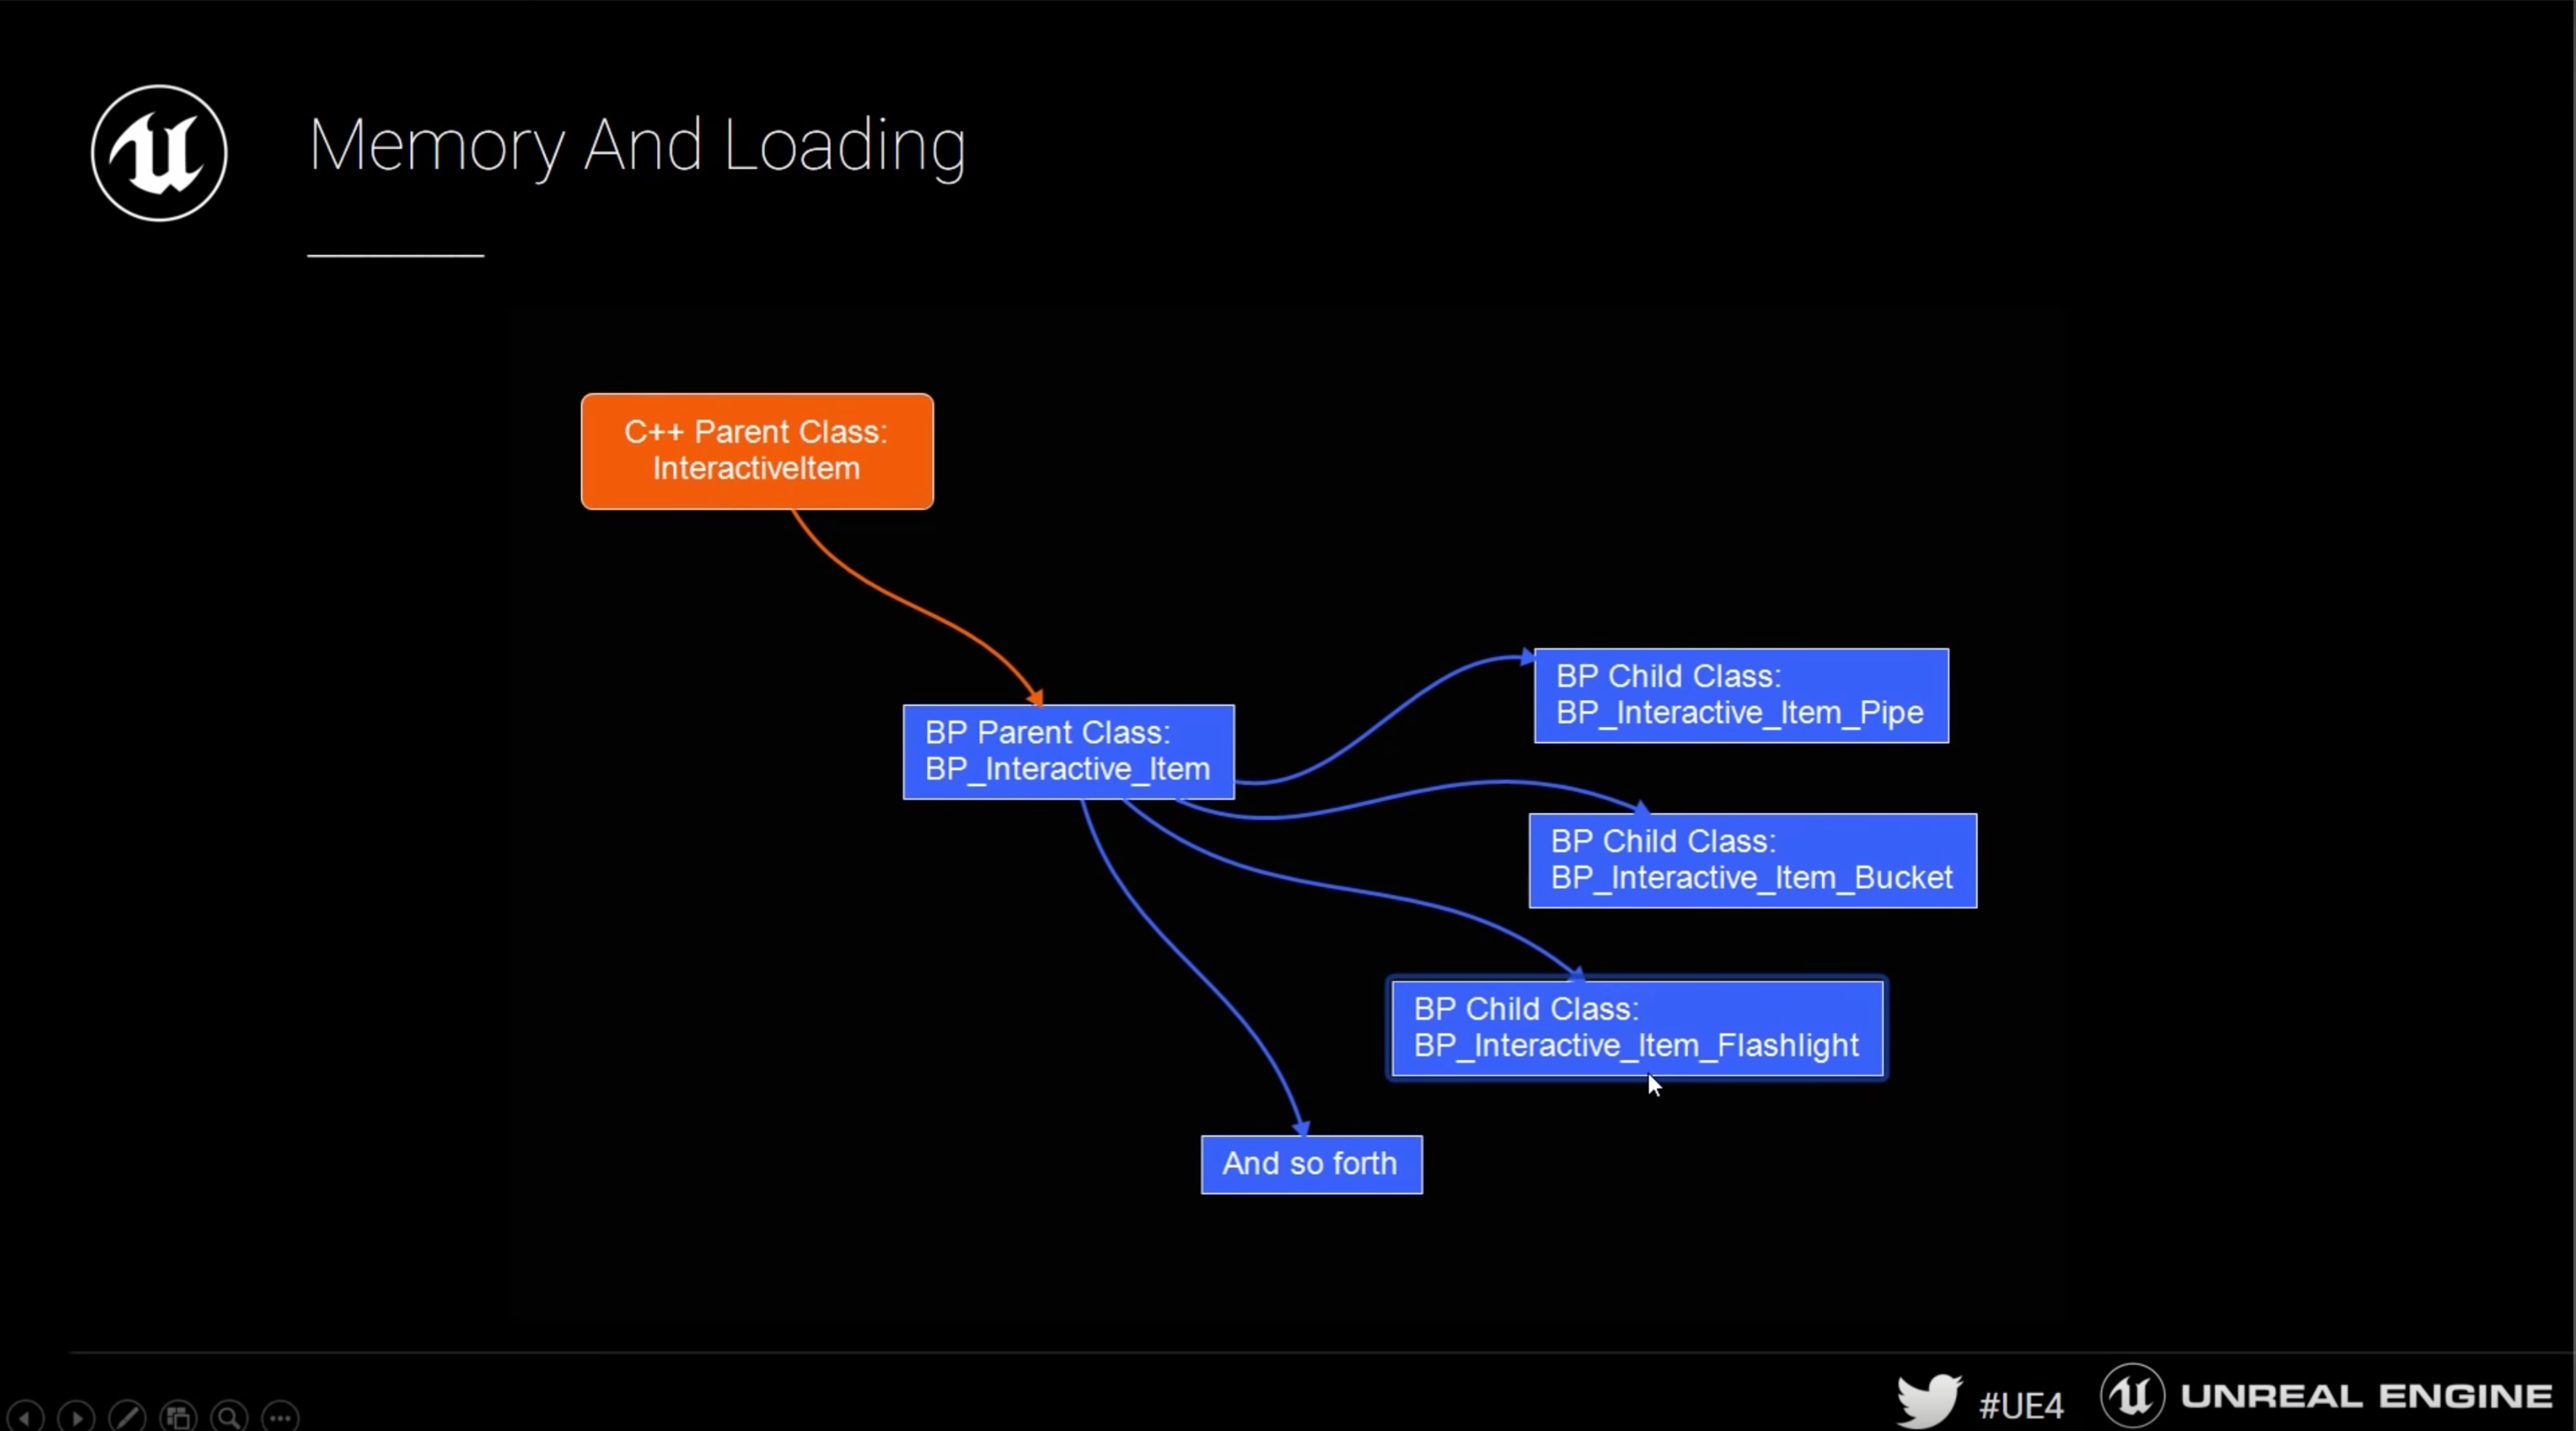 Memory And Loading
C++ Parent Class:
InteractiveItem
BP Parent Class:
BP_Interactive_Item
BP Child Class:
BP_Interactive_Item_Pipe
BP Child Class:
BP_Interactive_Item_Bucket
BP Child Class:
BP_Interactive_Item_Flashlight
And so forth
#UE4
UNREAL ENGINE